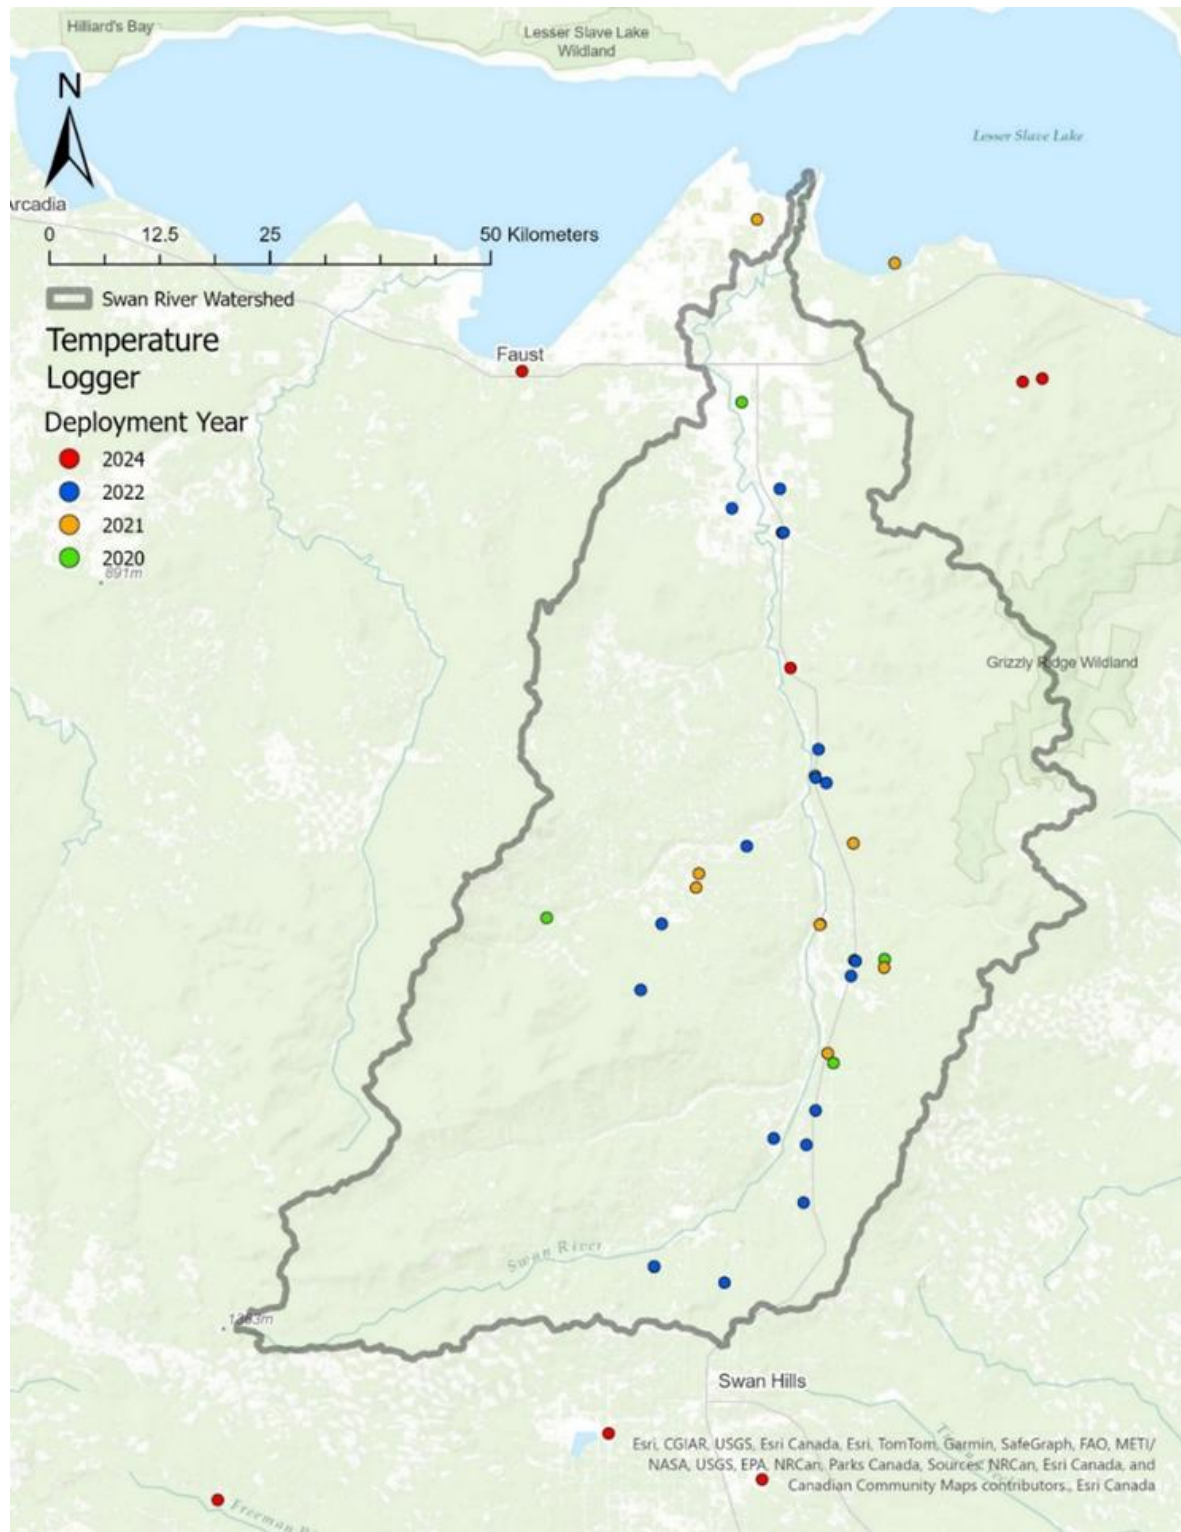 Hilliard's Bay
Lesser Slave Lake
Wildland
N
Lesser Slave Lake
Arcadia
0 12.5 25 50 Kilometers
Swan River Watershed
Temperature
Logger
Faust
Deployment Year
2024
2022
2021
2020
891m
Grizzly Ridge Wildland
Swan River
Swan Hills
Esri, CGIAR, USGS, Esri Canada, Esri, TomTom, Garmin, SafeGraph, FAO, METI/
NASA, USGS, EPA, NRCan, Parks Canada, Sources: NRCan, Esri Canada, and
Canadian Community Maps contributors., Esri Canada
Freeman